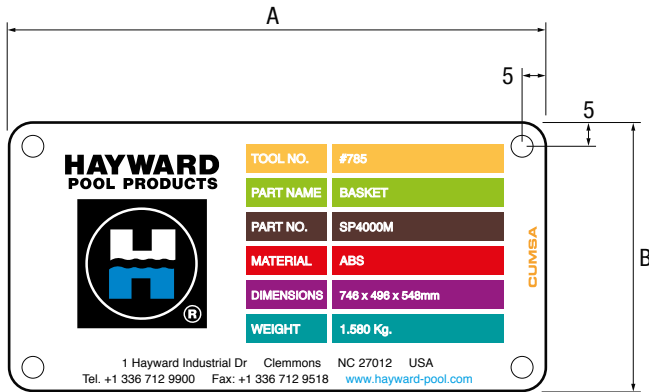 A
5
5
HAYWARD
POOL PRODUCTS
H
®
TOOL NO. #785
PART NAME BASKET
PART NO. SP4000M
MATERIAL ABS
DIMENSIONS 746 x 496 x 548mm
WEIGHT 1.580 Kg.
CUMSA
B
1 Hayward Industrial Dr Clemmons NC 27012 USA
Tel. +1 336 712 9900 Fax: +1 336 712 9518 www.hayward-pool.com